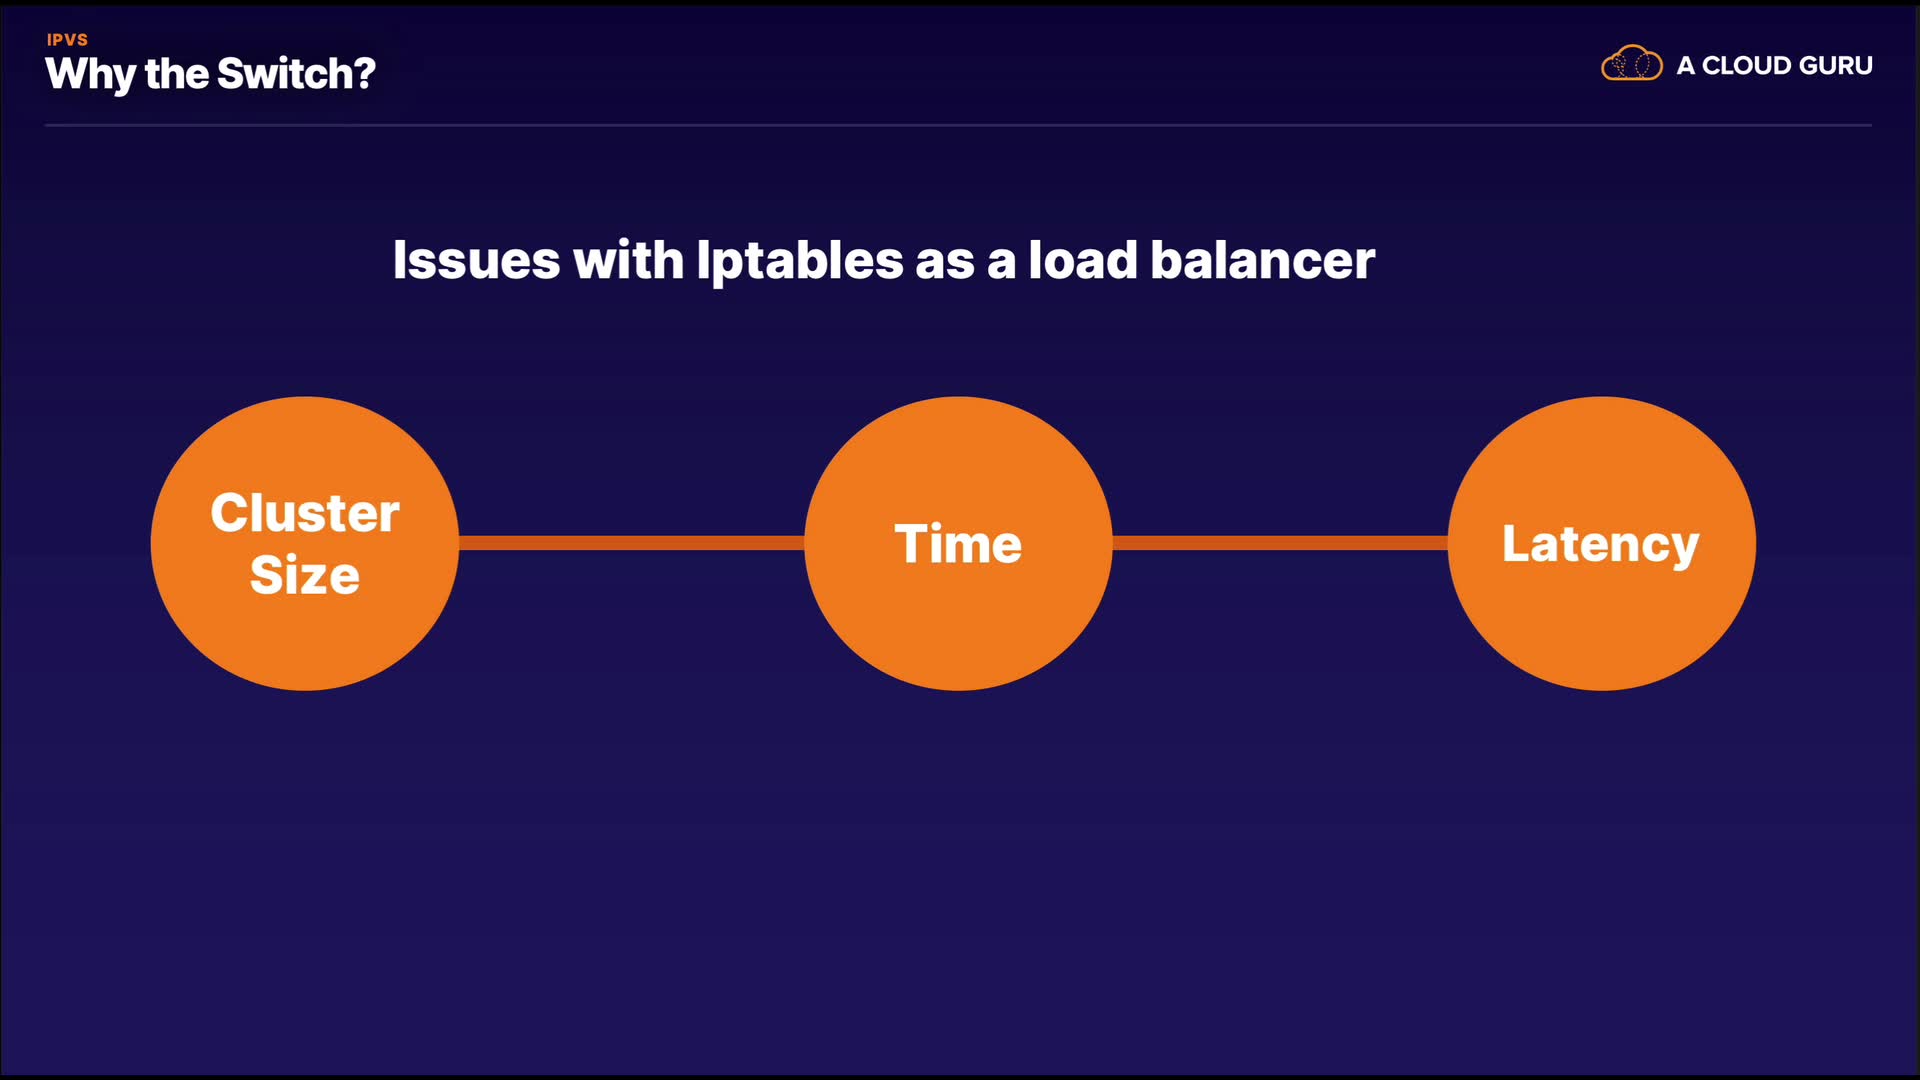 IPVS
Why the Switch?
A CLOUD GURU
Issues with Iptables as a load balancer
Cluster
Size
Time
Latency